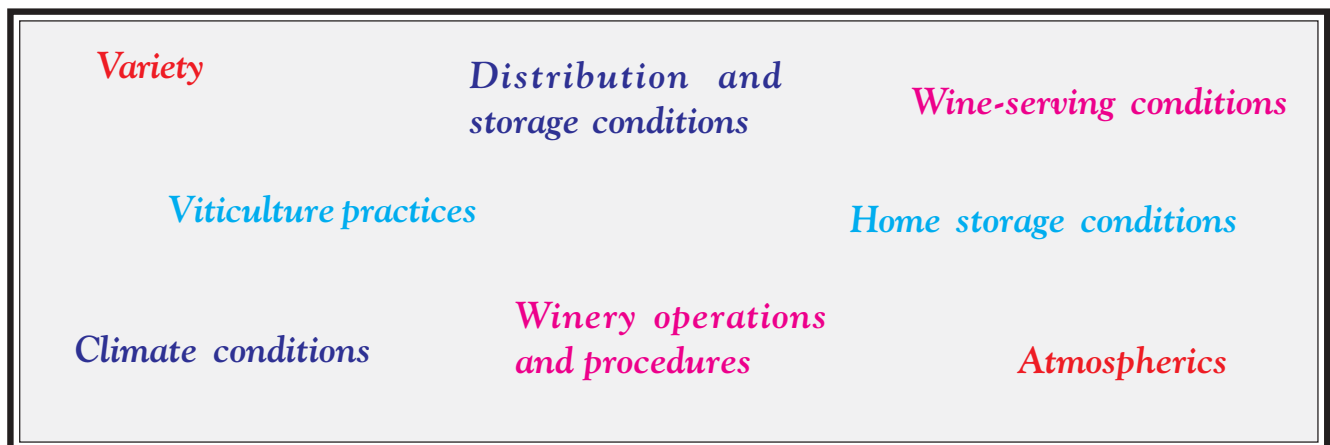 Variety
Distribution and
storage conditions
Wine-serving conditions
Viticulture practices
Home storage conditions
Winery operations
and procedures
Climate conditions
Atmospherics